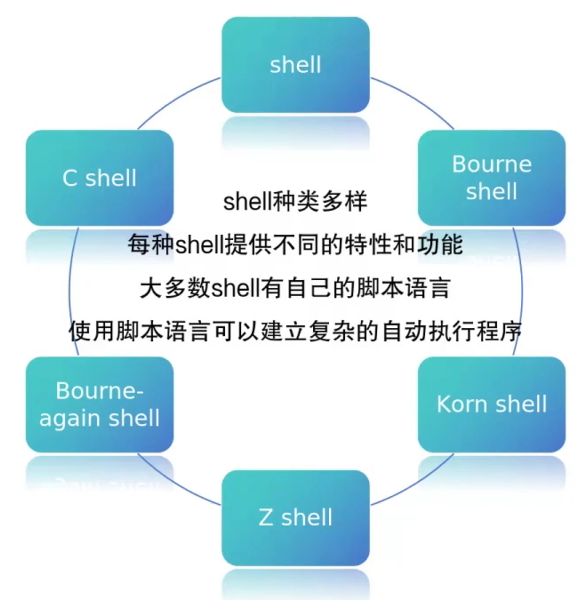 shell
C shell
Bourne
shell
shell种类多样
每种shell提供不同的特性和功能
大多数shell有自己的脚本语言
使用脚本语言可以建立复杂的自动执行程序
Bourne-
again shell
Korn shell
Z shell